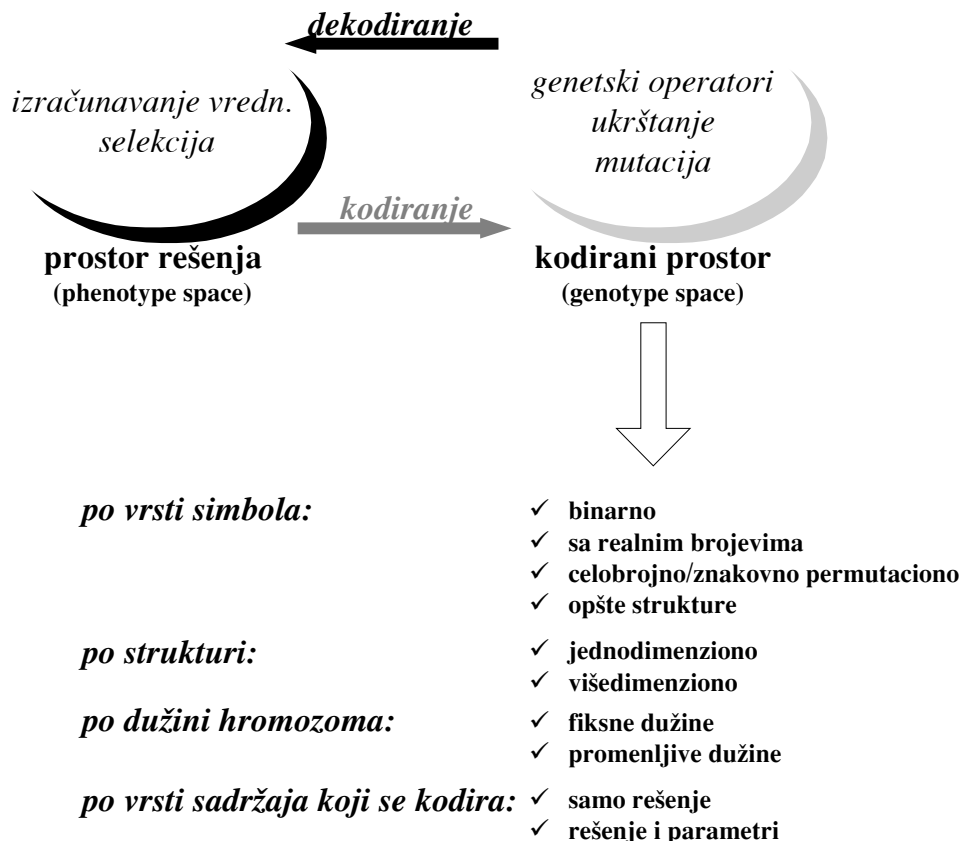 dekodiranje
izračunavanje vredn.
selekcija
genetski operatori
ukrštanje
mutacija
kodiranje
prostor rešenja
(phenotype space)
kodirani prostor
(genotype space)
po vrsti simbola:
✓ binarno
✓ sa realnim brojevima
✓ celobrojno/znakovno permutaciono
✓ opšte strukture
po strukturi:
✓ jednodimenziono
✓ višedimenziono
po dužini hromozoma:
✓ fiksne dužine
✓ promenljive dužine
po vrsti sadržaja koji se kodira:
✓ samo rešenje
✓ rešenje i parametri